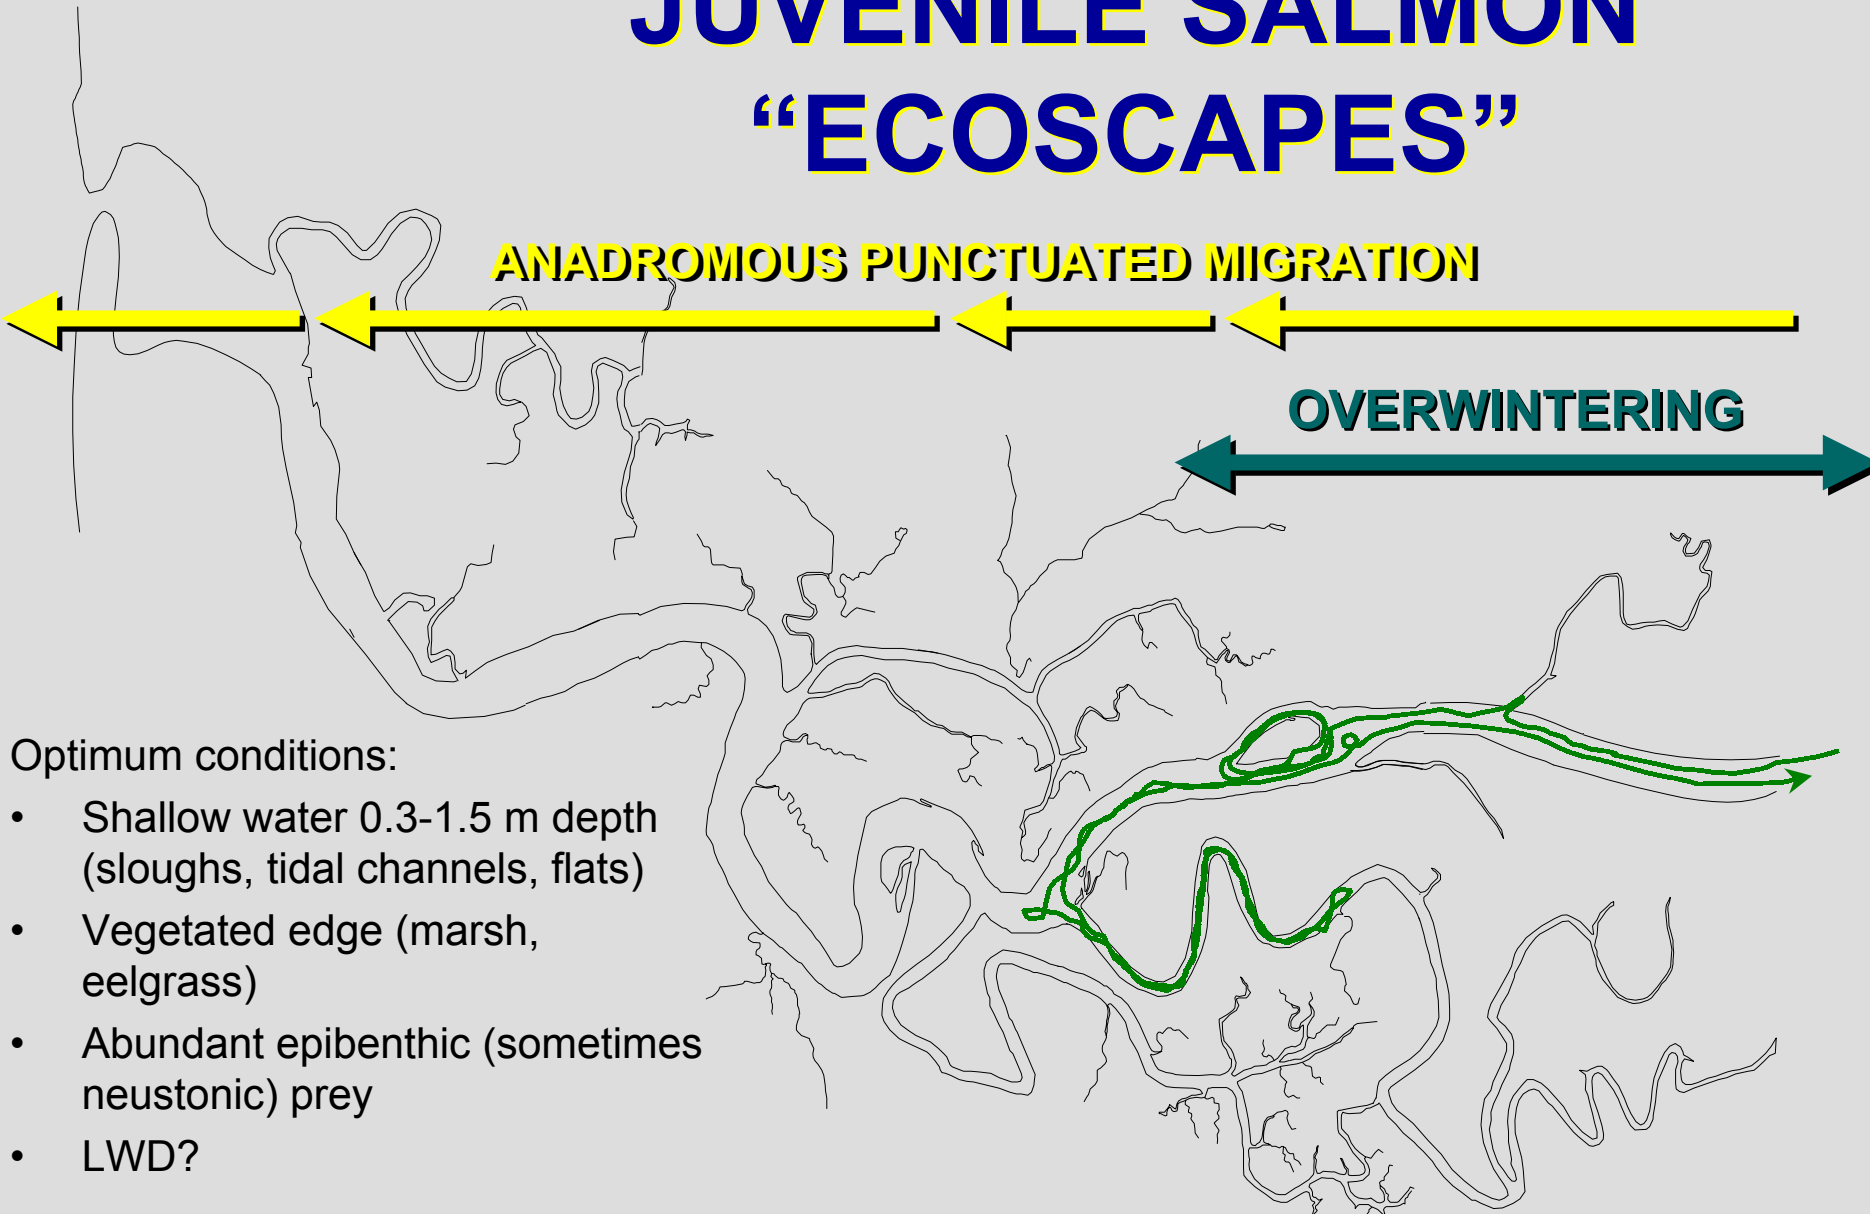 JUVENILE SALMON
“ECOSCAPES”
ANADROMOUS PUNCTUATED MIGRATION
OVERWINTERING
Optimum conditions:
• Shallow water 0.3-1.5 m depth
(sloughs, tidal channels, flats)
• Vegetated edge (marsh,
eelgrass)
• Abundant epibenthic (sometimes
neustonic) prey
• LWD?